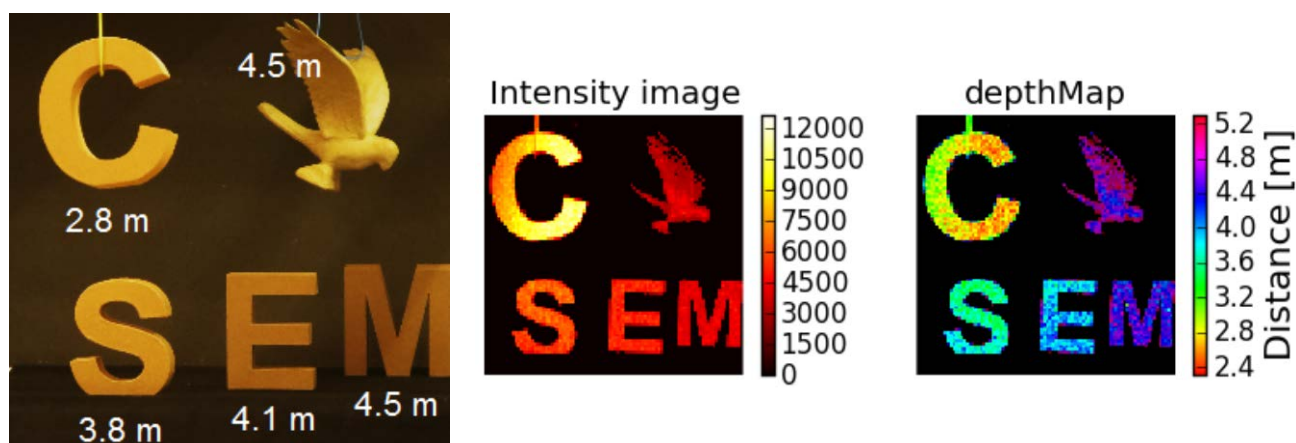 C
4.5 m
2.8 m
S E M
3.8 m
4.1 m
4.5 m
Intensity image
C
S E M
12000
10500
9000
7500
6000
4500
3000
1500
0
depthMap
C
S E M
5.2
4.8
4.4
4.0
3.6
3.2
2.8
2.4
Distance [m]